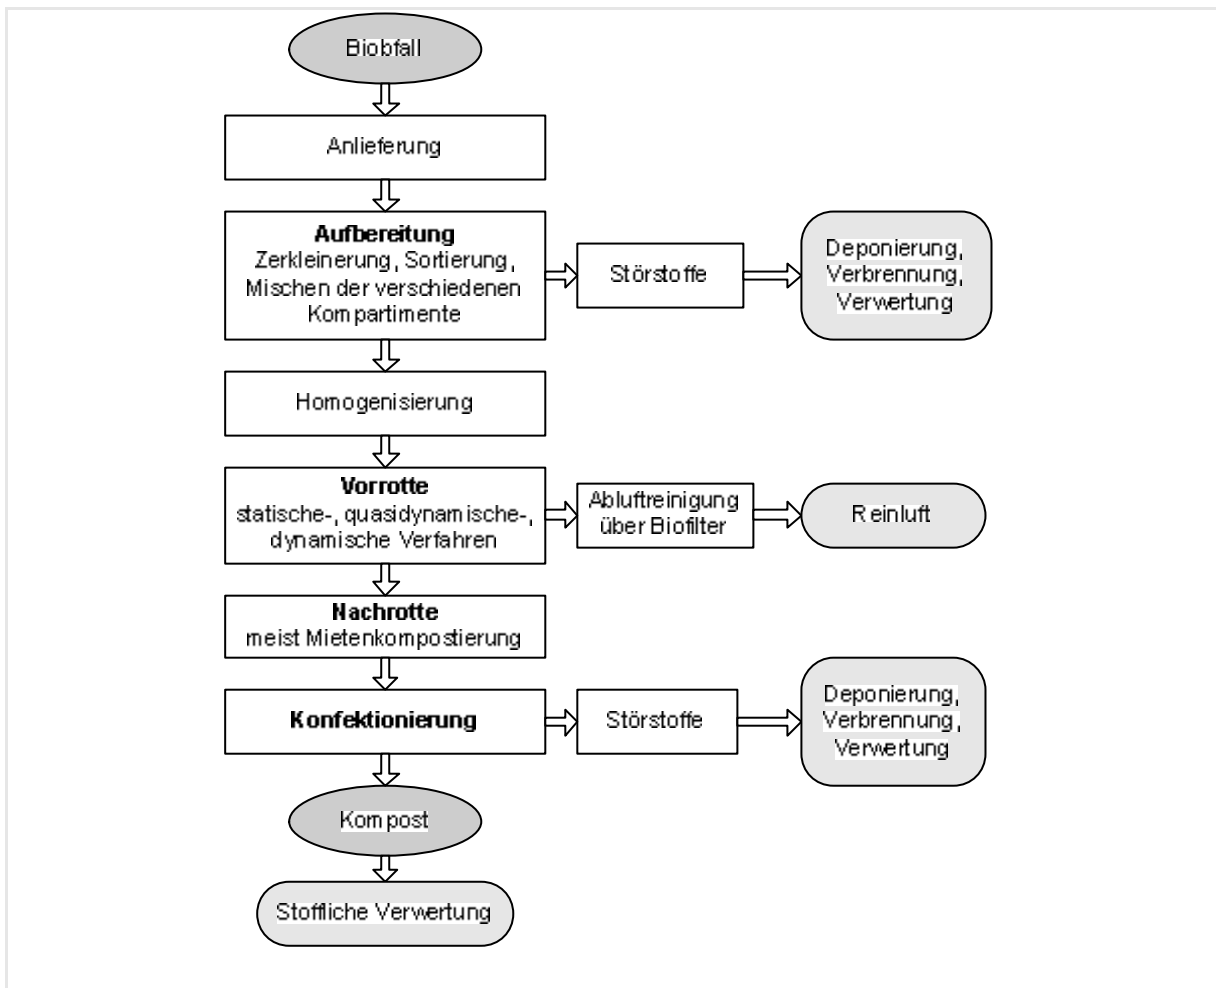 Biobfall
Anlieferung
Aufbereitung
Zerkleinerung, Sortierung,
Mischen der verschiedenen
Kompartimente
Störstoffe
Deponierung,
Verbrennung,
Verwertung
Homogenisierung
Vorrotte
statische-, quasidynamische-,
dynamische Verfahren
Abluftreinigung
über Biofilter
Reinluft
Nachrotte
meist Mietenkompostierung
Konfektionierung
Störstoffe
Deponierung,
Verbrennung,
Verwertung
Kompost
Stoffliche Verwertung